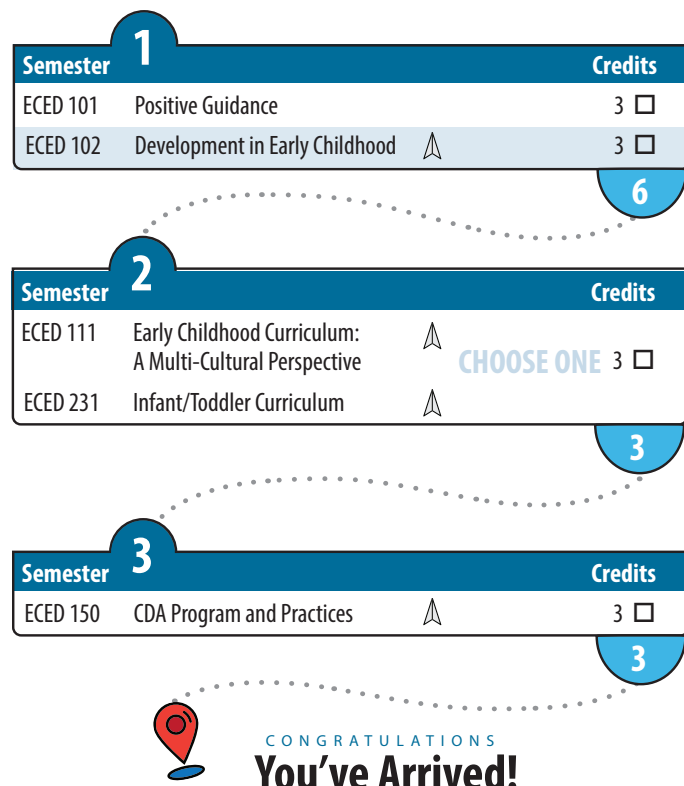 1
Semester Credits
ECED 101 Positive Guidance 3
ECED 102 Development in Early Childhood 3
6
2
Semester Credits
ECED 111 Early Childhood Curriculum:
A Multi-Cultural Perspective
CHOOSE ONE 3
ECED 231 Infant/Toddler Curriculum
3
3
Semester Credits
ECED 150 CDA Program and Practices 3
3
CONGRATULATIONS
You've Arrived!